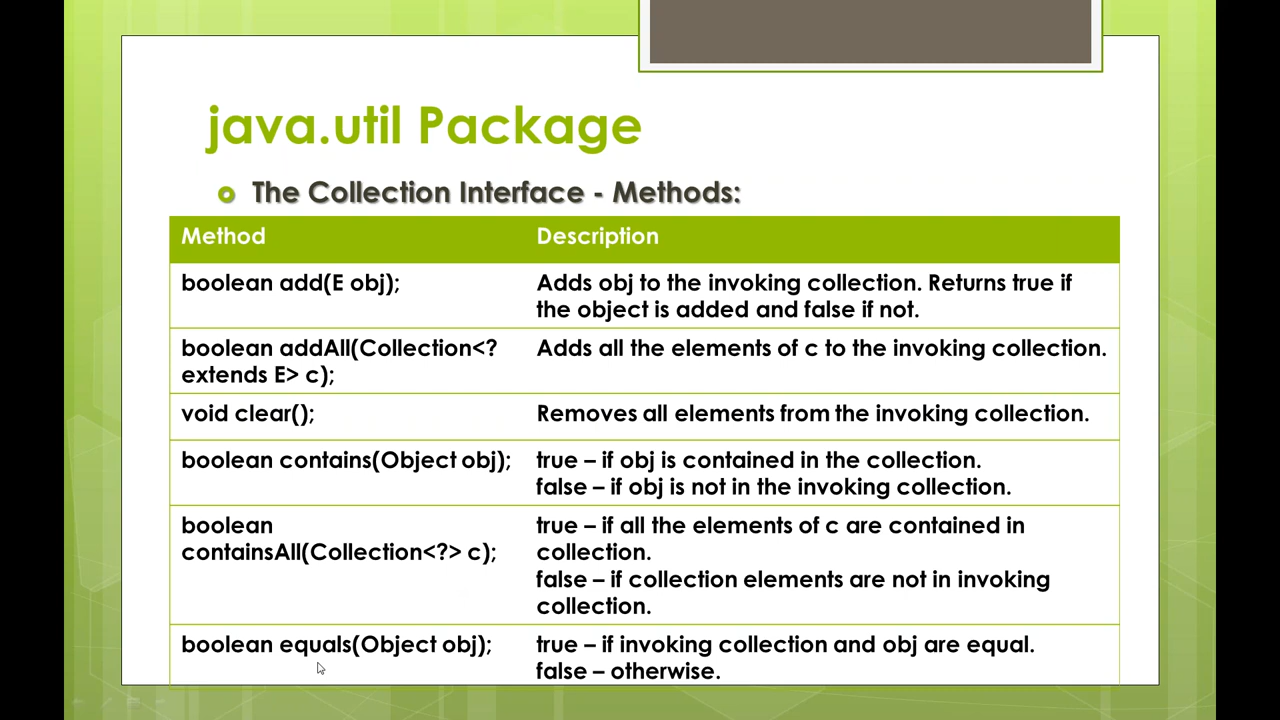 java.util Package
The Collection Interface - Methods:
Method Description
boolean add(E obj); Adds obj to the invoking collection. Returns true if
the object is added and false if not.
boolean addAll(Collection<? Adds all the elements of c to the invoking collection.
extends E> c);
void clear(); Removes all elements from the invoking collection.
boolean contains(Object obj); true – if obj is contained in the collection.
false – if obj is not in the invoking collection.
boolean true – if all the elements of c are contained in
containsAll(Collection<?> c); collection.
false – if collection elements are not in invoking
collection.
boolean equals(Object obj); true – if invoking collection and obj are equal.
false – otherwise.